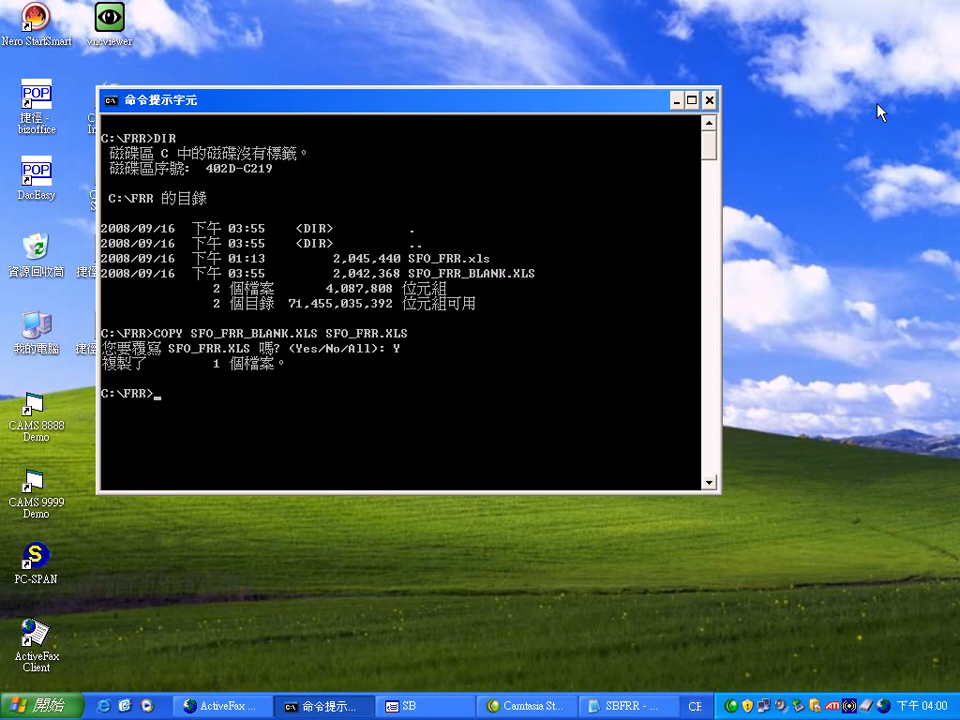 Nero StartSmart
vncviewer
捷徑 -
bizoffice
DacEasy
資源回收筒
捷徑
我的電腦
捷徑
CAMS 8888
Demo
CAMS 9999
Demo
PC-SPAN
ActiveFax
Client
命令提示字元
C:\FRR>DIR
磁碟區 C 中的磁碟沒有標籤。
磁碟區序號: 402D-C219
C:\FRR 的目錄
2008/09/16 下午 03:55 <DIR> .
2008/09/16 下午 03:55 <DIR> ..
2008/09/16 下午 01:13 2,045,440 SFO_FRR.xls
2008/09/16 下午 03:55 2,042,368 SFO_FRR_BLANK.XLS
2 個檔案 4,087,808 位元組
2 個目錄 71,455,035,392 位元組可用
C:\FRR>COPY SFO_FRR_BLANK.XLS SFO_FRR.XLS
您要覆寫 SFO_FRR.XLS 嗎? (Yes/No/All): Y
複製了 1 個檔案。
C:\FRR>_
開始
ActiveFax ...
命令提示...
SB
Camtasia St...
SBFRR - ...
CH
下午 04:00